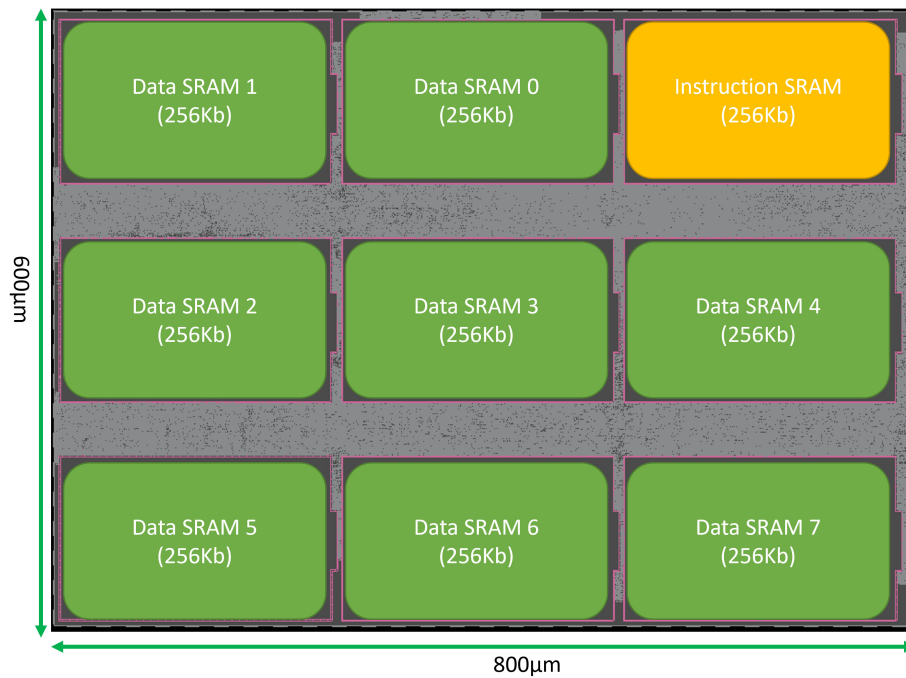 Data SRAM 1
(256Kb)
Data SRAM 0
(256Kb)
Instruction SRAM
(256Kb)
600µm
Data SRAM 2
(256Kb)
Data SRAM 3
(256Kb)
Data SRAM 4
(256Kb)
Data SRAM 5
(256Kb)
Data SRAM 6
(256Kb)
Data SRAM 7
(256Kb)
800µm